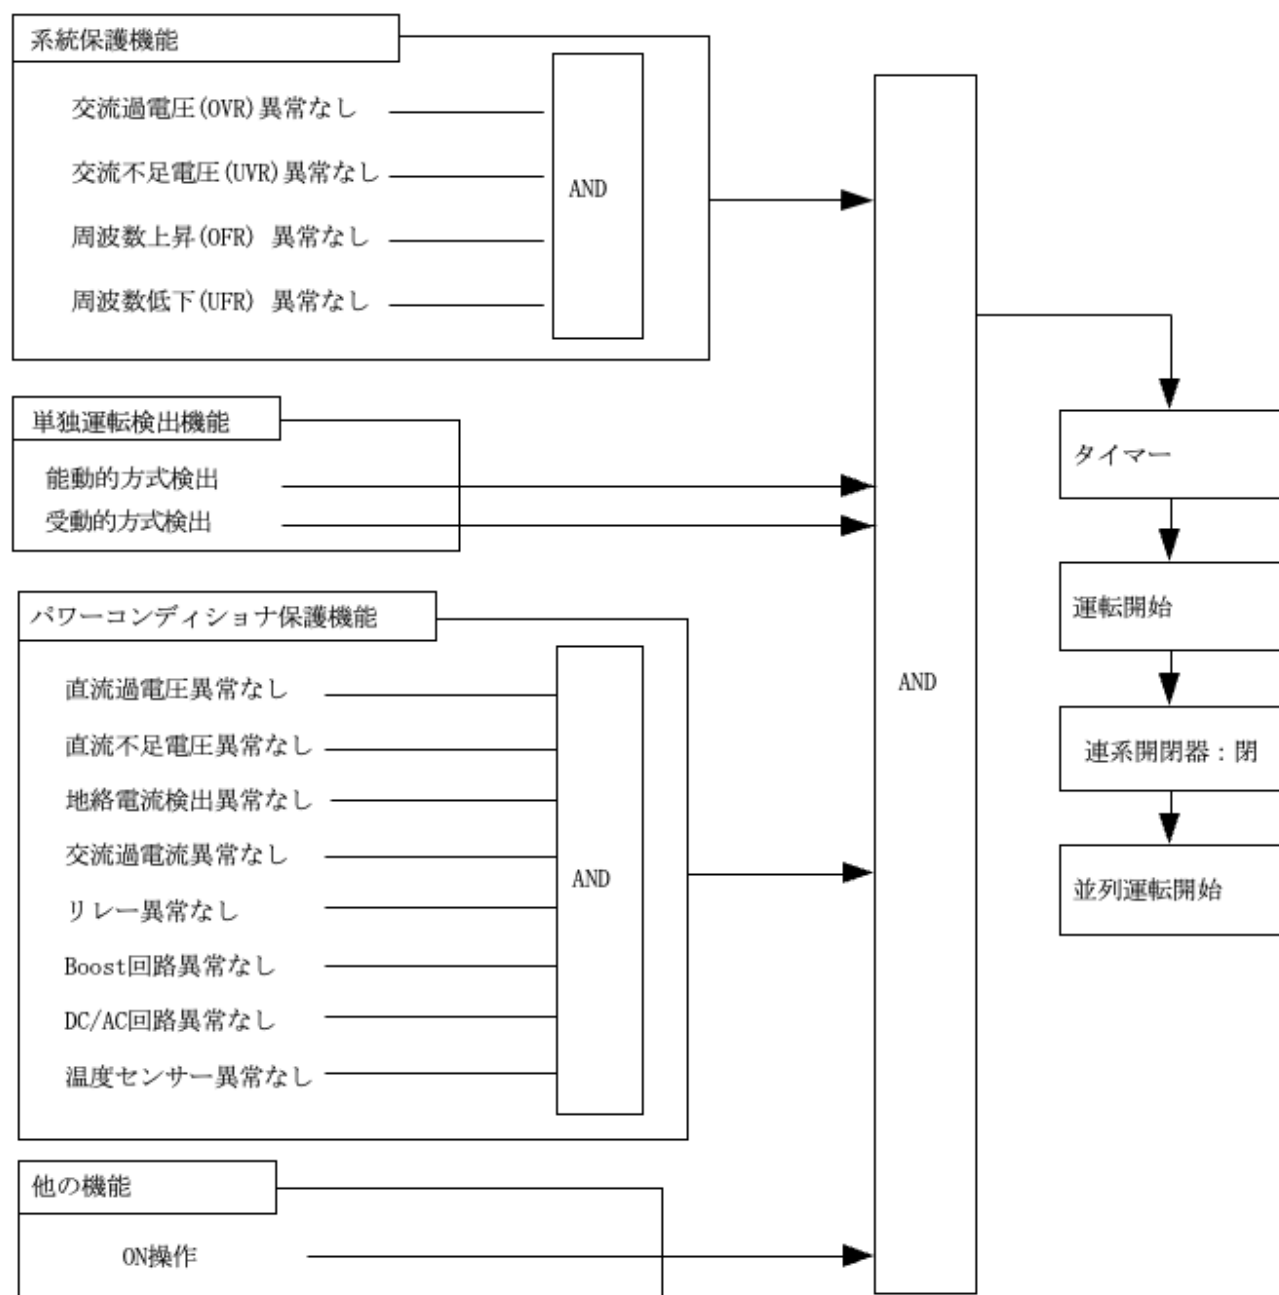 系統保護機能
交流過電圧(OVR)異常なし
交流不足電圧(UVR)異常なし
周波数上昇(OFR) 異常なし
周波数低下(UFR) 異常なし
AND
単独運転検出機能
能動的方式検出
受動的方式検出
パワーコンディショナ保護機能
直流過電圧異常なし
直流不足電圧異常なし
地絡電流検出異常なし
交流過電流異常なし
リレー異常なし
Boost回路異常なし
DC/AC回路異常なし
温度センサー異常なし
AND
他の機能
ON操作
AND
タイマー
運転開始
連系開閉器：閉
並列運転開始